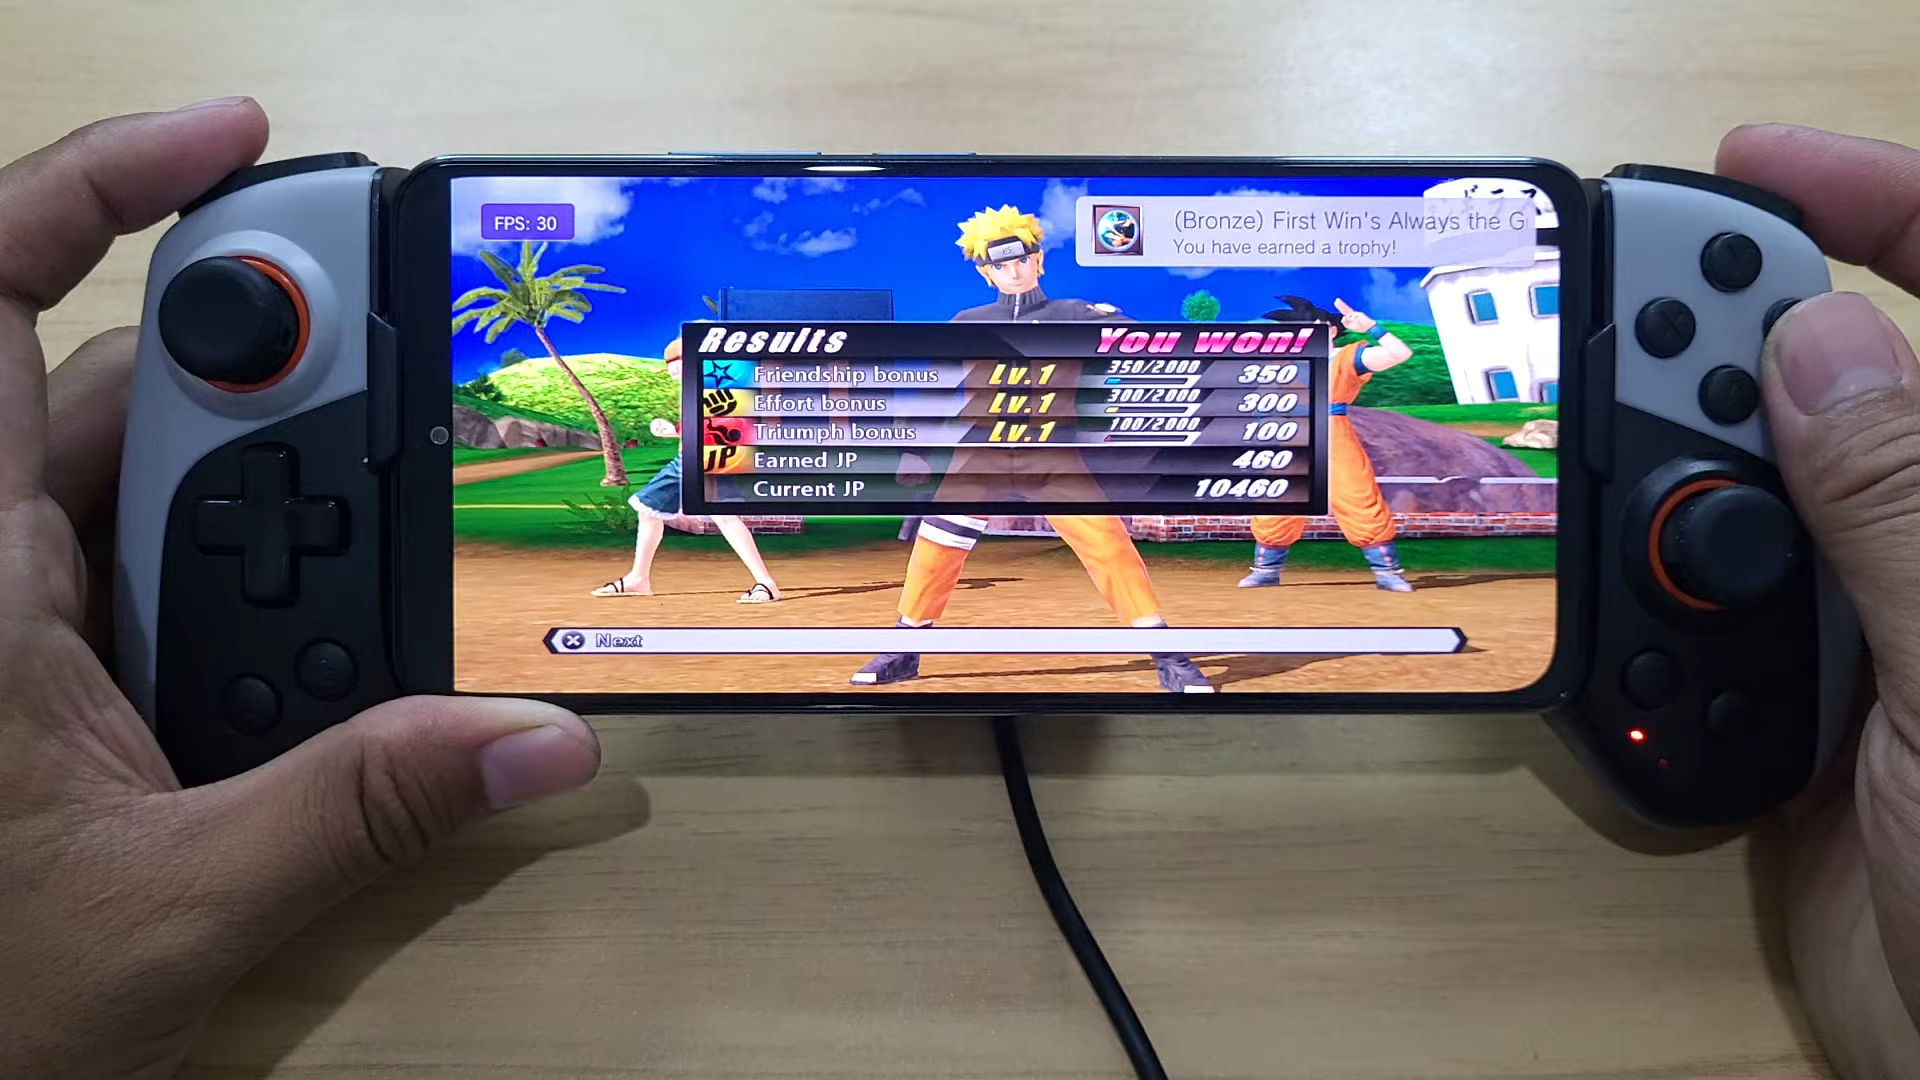 FPS: 30
(Bronze) First Win's Always the G
You have earned a trophy!
Results You won!
Friendship bonus Lv.1 350/2000 350
Effort bonus Lv.1 300/2000 300
Triumph bonus Lv.1 100/2000 100
JP Earned JP 460
Current JP 10460
Next